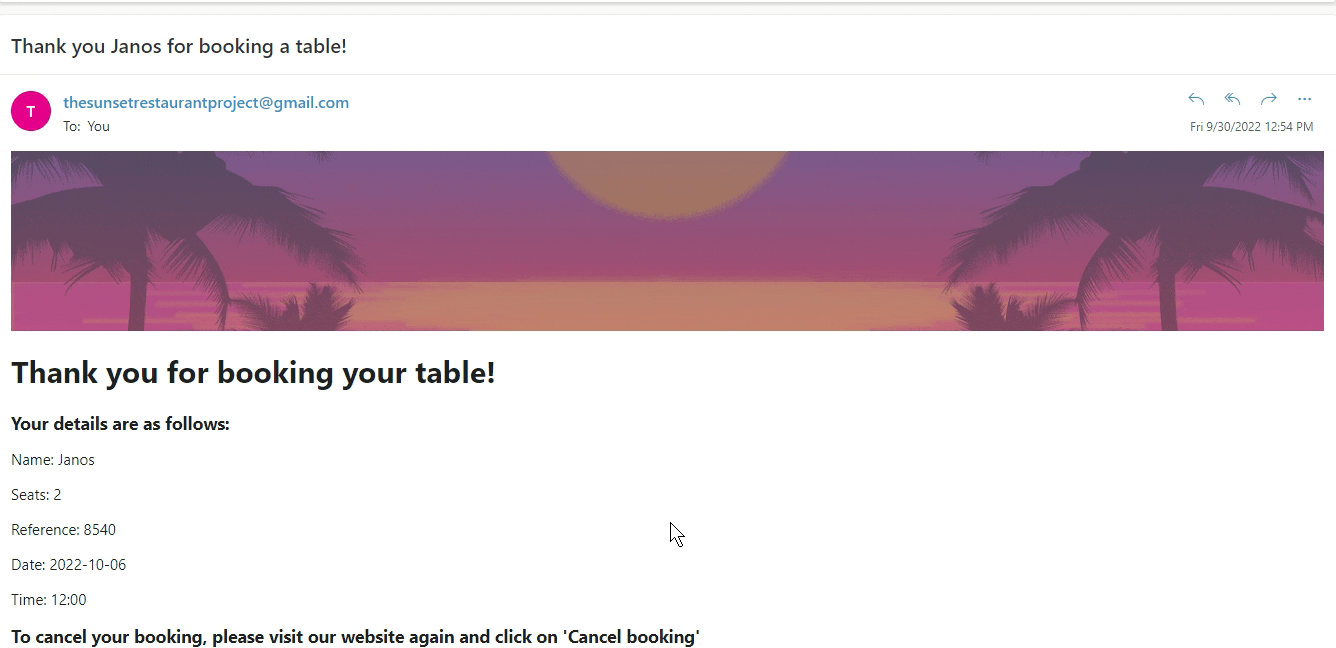 Thank you Janos for booking a table!
T
thesunsetrestaurantproject@gmail.com
To: You
Fri 9/30/2022 12:54 PM
Thank you for booking your table!
Your details are as follows:
Name: Janos
Seats: 2
Reference: 8540
Date: 2022-10-06
Time: 12:00
To cancel your booking, please visit our website again and click on 'Cancel booking'